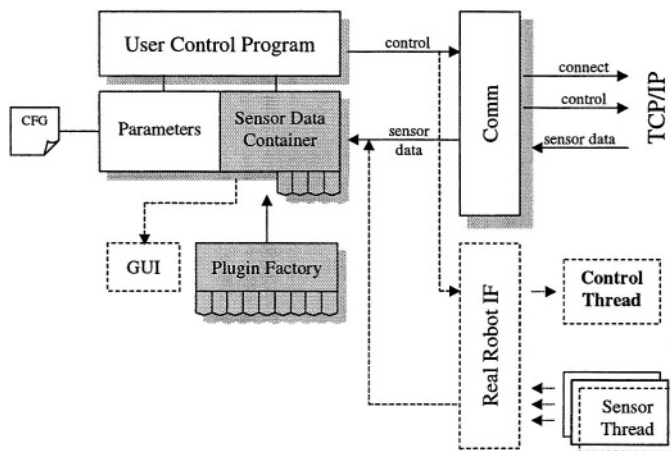 User Control Program
control
connect
control
sensor data
TCP/IP
Comm
CFG
Parameters
Sensor Data
Container
sensor
data
GUI
Plugin Factory
Real Robot IF
Control
Thread
Sensor
Thread